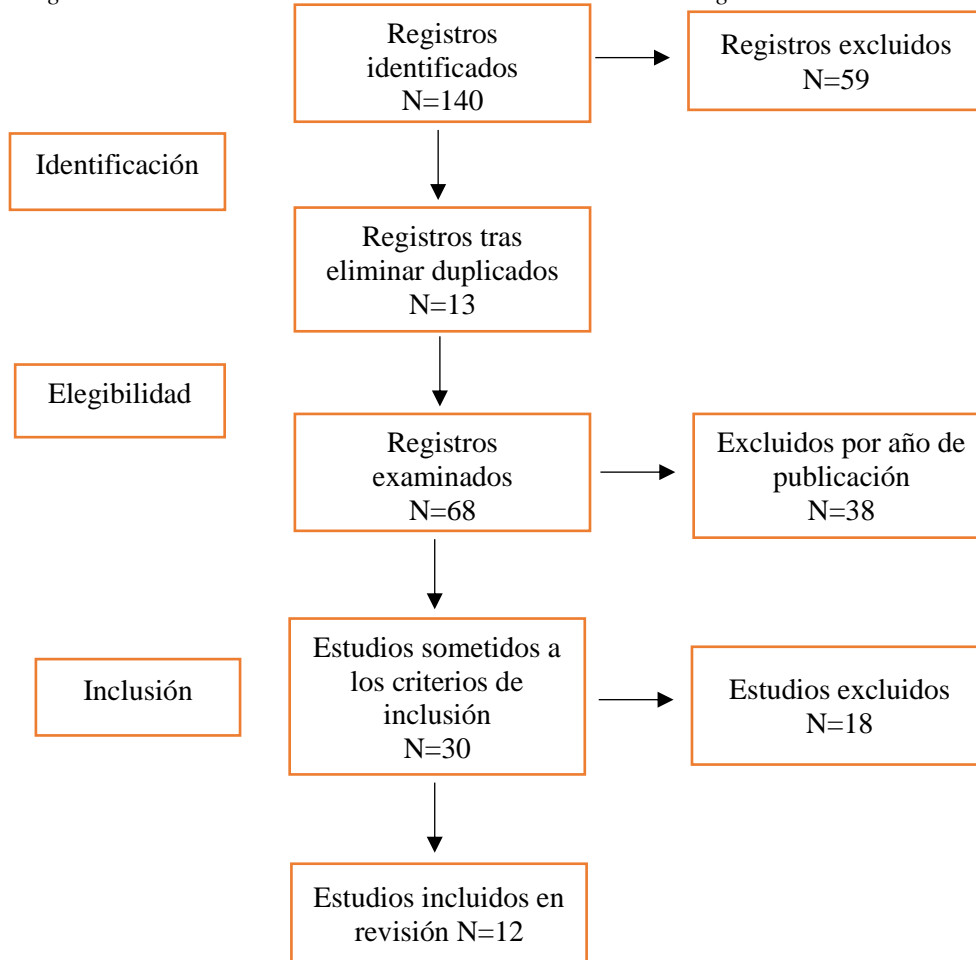 Registros
identificados
N=140
Registros excluidos
N=59
Identificación
Registros tras
eliminar duplicados
N=13
Elegibilidad
Registros
examinados
N=68
Excluidos por año de
publicación
N=38
Inclusión
Estudios sometidos a
los criterios de
inclusión
N=30
Estudios excluidos
N=18
Estudios incluidos en
revisión N=12